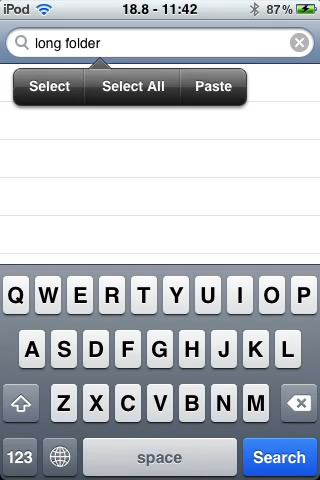 iPod 18.8 - 11:42 87%
long folder
Select Select All Paste
Q W E R T Y U I O P
A S D F G H J K L
Z X C V B N M
123 space Search